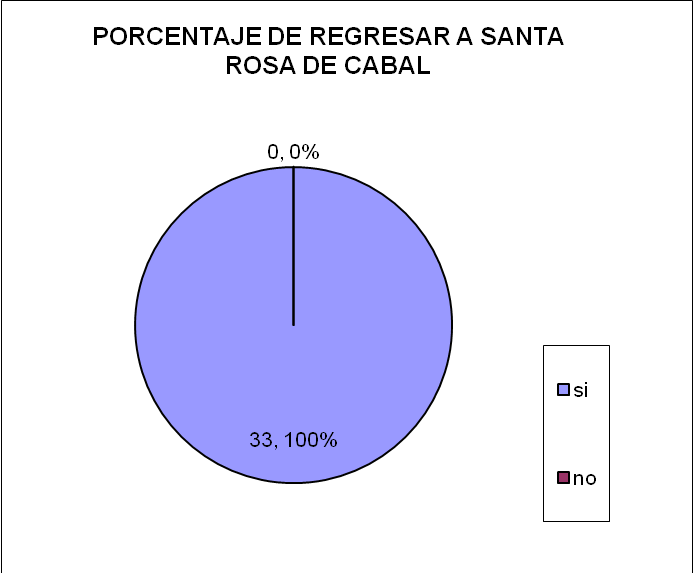 PORCENTAJE DE REGRESAR A SANTA
ROSA DE CABAL
0, 0%
33, 100%
si
no